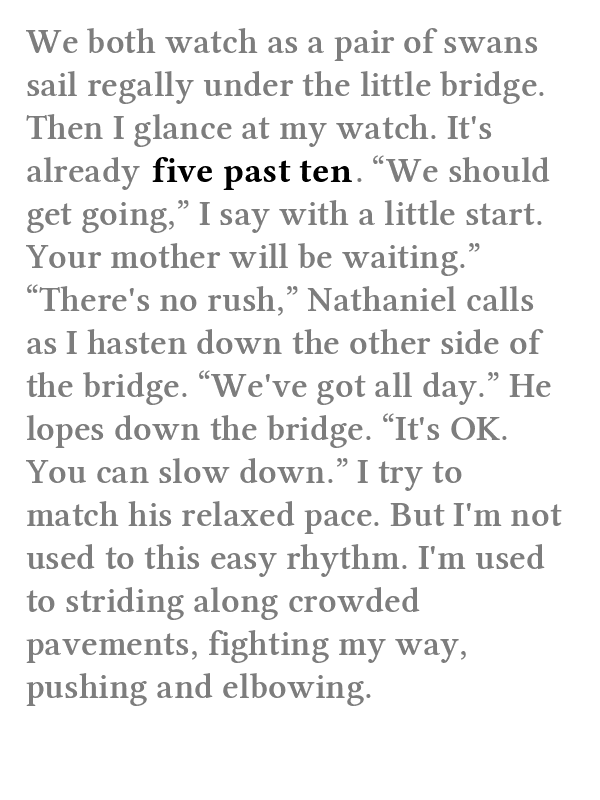 We both watch as a pair of swans
sail regally under the little bridge.
Then I glance at my watch. It's
already five past ten. “We should
get going,” I say with a little start.
Your mother will be waiting.”
“There's no rush,” Nathaniel calls
as I hasten down the other side of
the bridge. “We've got all day.” He
lopes down the bridge. “It's OK.
You can slow down.” I try to
match his relaxed pace. But I'm not
used to this easy rhythm. I'm used
to striding along crowded
pavements, fighting my way,
pushing and elbowing.